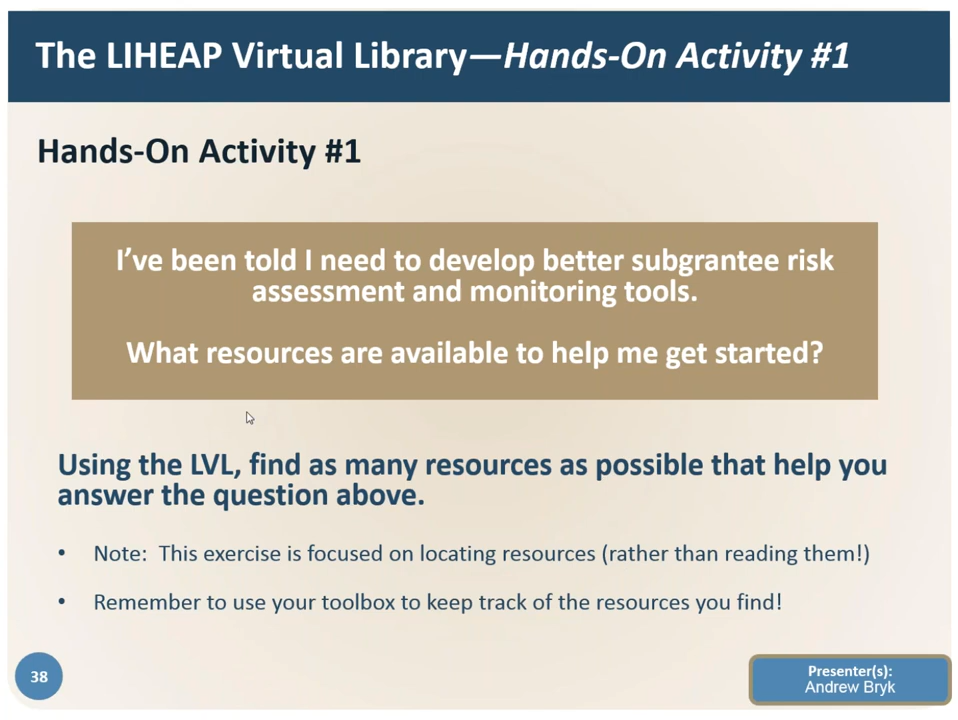 The LIHEAP Virtual Library—Hands-On Activity #1
Hands-On Activity #1
I’ve been told I need to develop better subgrantee risk
assessment and monitoring tools.
What resources are available to help me get started?
Using the LVL, find as many resources as possible that help you
answer the question above.
• Note: This exercise is focused on locating resources (rather than reading them!)
• Remember to use your toolbox to keep track of the resources you find!
38
Presenter(s):
Andrew Bryk